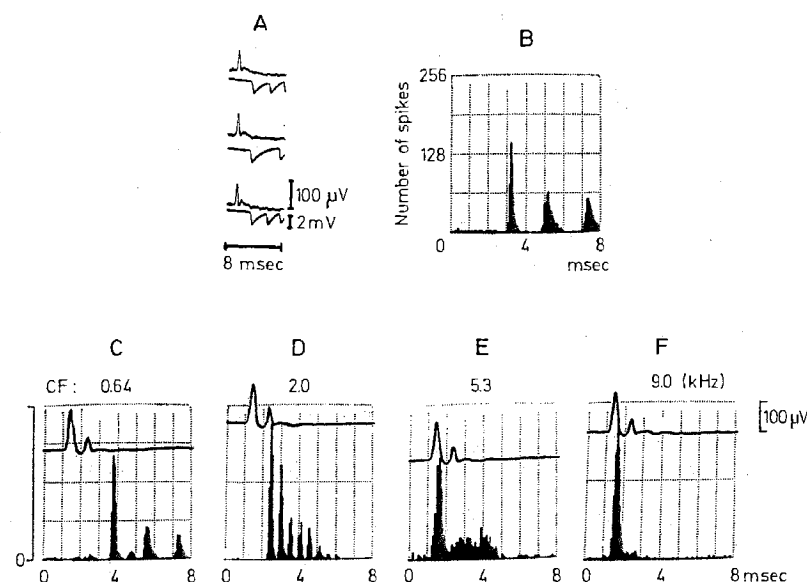 A
100 µV
2mV
8 msec
B
Number of spikes
256
128
0
4
8
msec
C
D
E
F
CF: 0.64
2.0
5.3
9.0 (kHz)
100 µV
0
0 4 8
0 4 8
0 4 8
0 4 8 msec